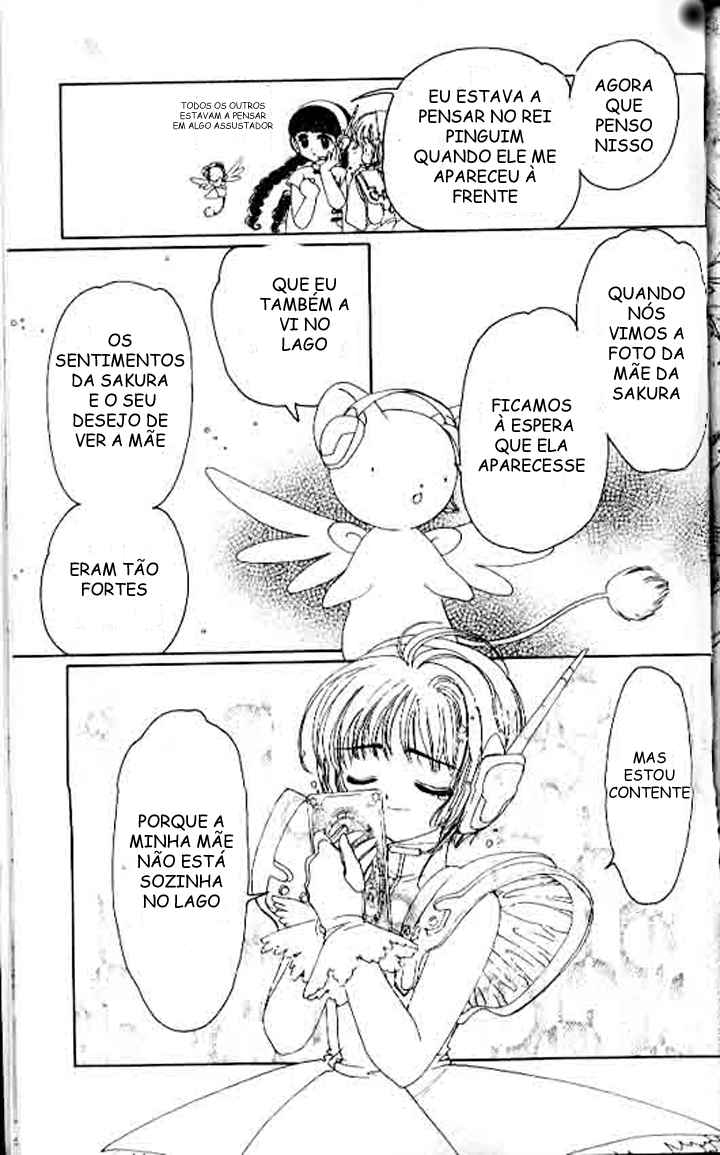 AGORA
QUE
PENSO
NISSO
EU ESTAVA A
PENSAR NO REI
PINGUIM
QUANDO ELE ME
APARECEU À
FRENTE
TODOS OS OUTROS
ESTAVAM A PENSAR
EM ALGO ASSUSTADOR
QUANDO
NÓS
VIMOS A
FOTO DA
MÃE DA
SAKURA
FICAMOS
À ESPERA
QUE ELA
APARECESSE
QUE EU
TAMBÉM A
VI NO
LAGO
OS
SENTIMENTOS
DA SAKURA
E O SEU
DESEJO DE
VER A MÃE
ERAM TÃO
FORTES
MAS
ESTOU
CONTENTE
PORQUE A
MINHA MÃE
NÃO ESTÁ
SOZINHA
NO LAGO